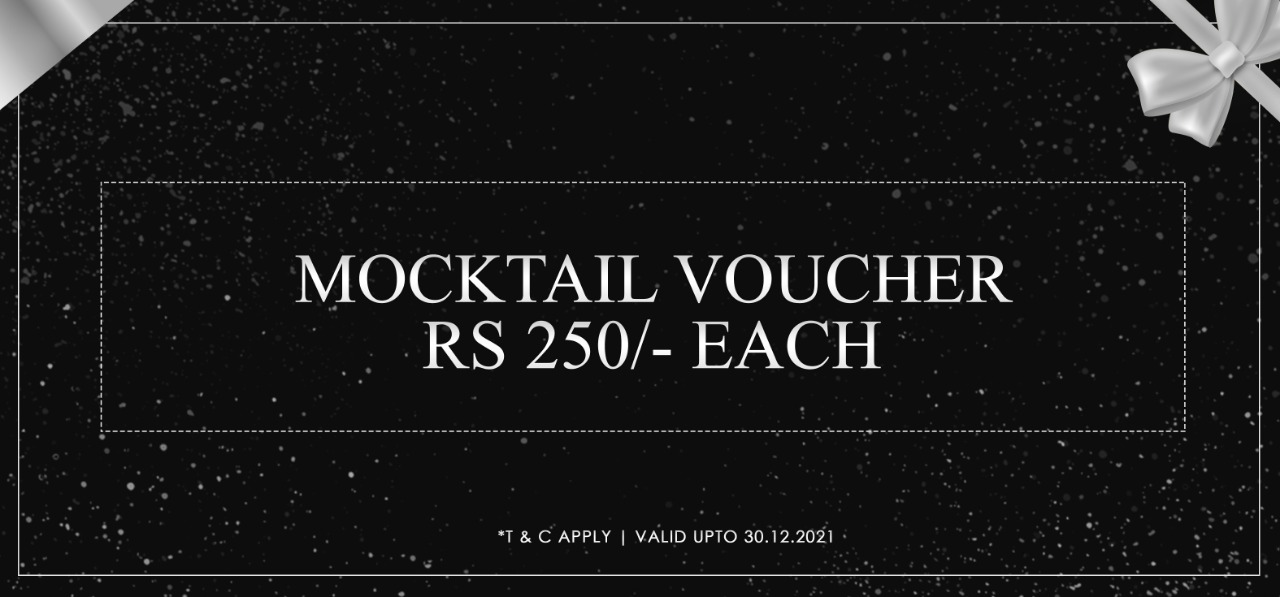 MOCKTAIL VOUCHER
RS 250/- EACH
*T & C APPLY | VALID UPTO 30.12.2021